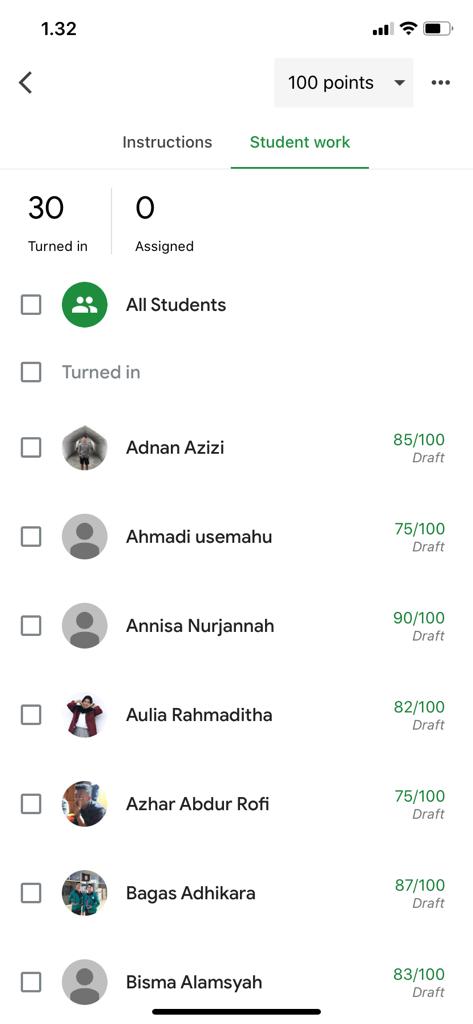 1.32
100 points
Instructions
Student work
30
0
Turned in
Assigned
All Students
Turned in
Adnan Azizi
85/100
Draft
Ahmadi usemahu
75/100
Draft
Annisa Nurjannah
90/100
Draft
Aulia Rahmaditha
82/100
Draft
Azhar Abdur Rofi
75/100
Draft
Bagas Adhikara
87/100
Draft
Bisma Alamsyah
83/100
Draft